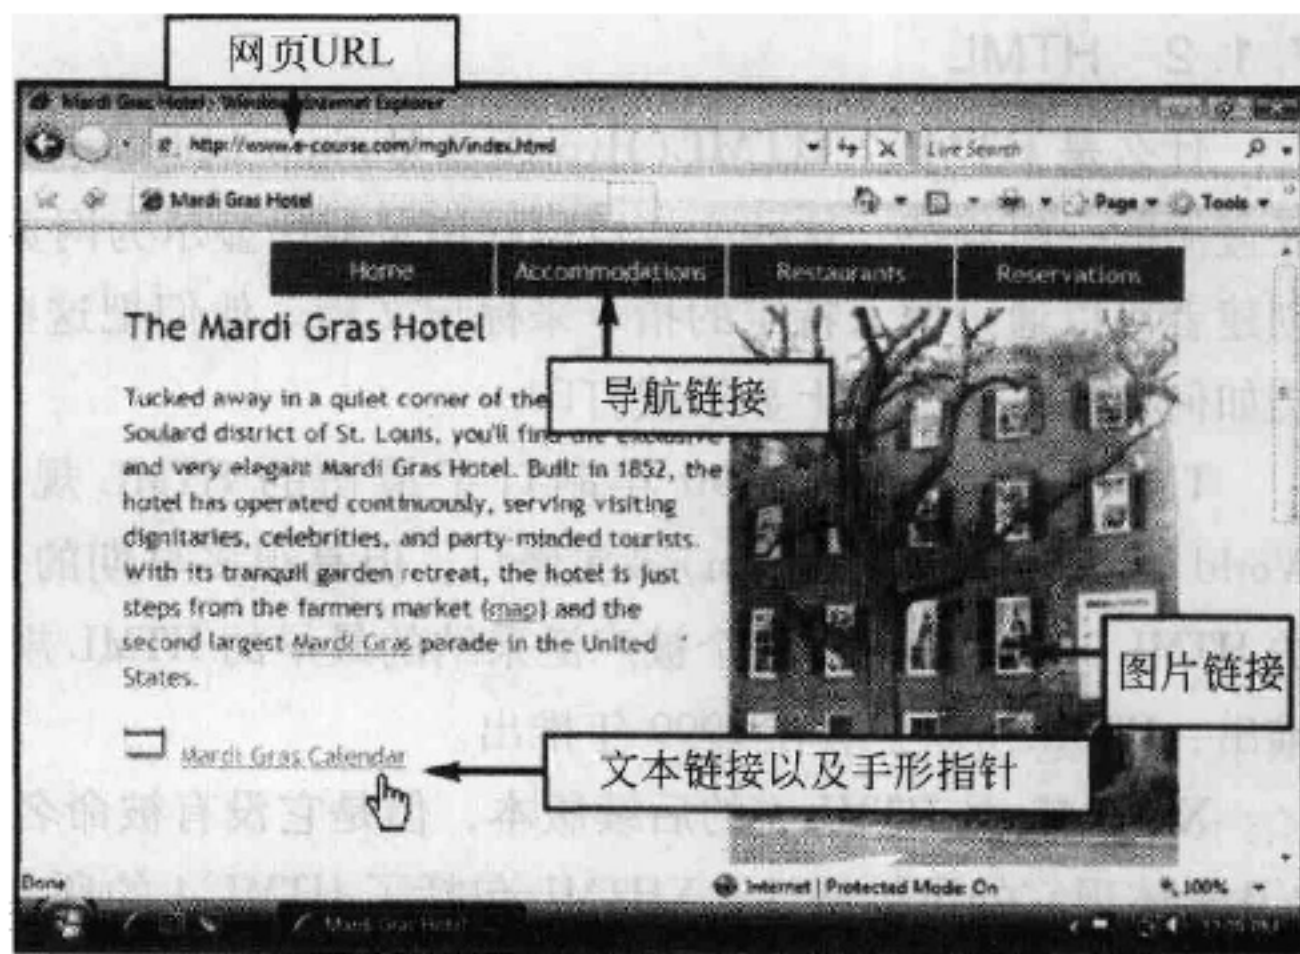 网页URL
Mardi Gras Hotel - Windows Internet Explorer
http://www.e-course.com/mgh/index.html
Live Search
Mardi Gras Hotel
Page
Tools
Home
Accommodations
Restaurants
Reservations
The Mardi Gras Hotel
导航链接
Tucked away in a quiet corner of the
Soulard district of St. Louis, you'll find the exclusive
and very elegant Mardi Gras Hotel. Built in 1852, the
hotel has operated continuously, serving visiting
dignitaries, celebrities, and party-minded tourists.
With its tranquil garden retreat, the hotel is just
steps from the farmers market (map) and the
second largest Mardi Gras parade in the United
States.
图片链接
Mardi Gras Calendar
文本链接以及手形指针
Done
Internet | Protected Mode: On
100%
Mardi Gras Hotel